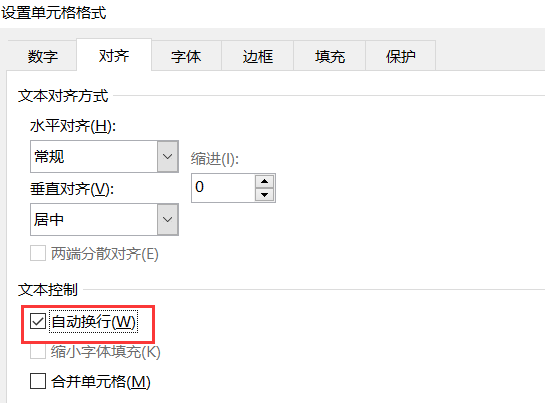 设置单元格格式
数字 对齐 字体 边框 填充 保护
文本对齐方式
水平对齐(H):
常规 缩进(I):
垂直对齐(V): 0
居中
两端分散对齐(E)
文本控制
自动换行(W)
缩小字体填充(K)
合并单元格(M)